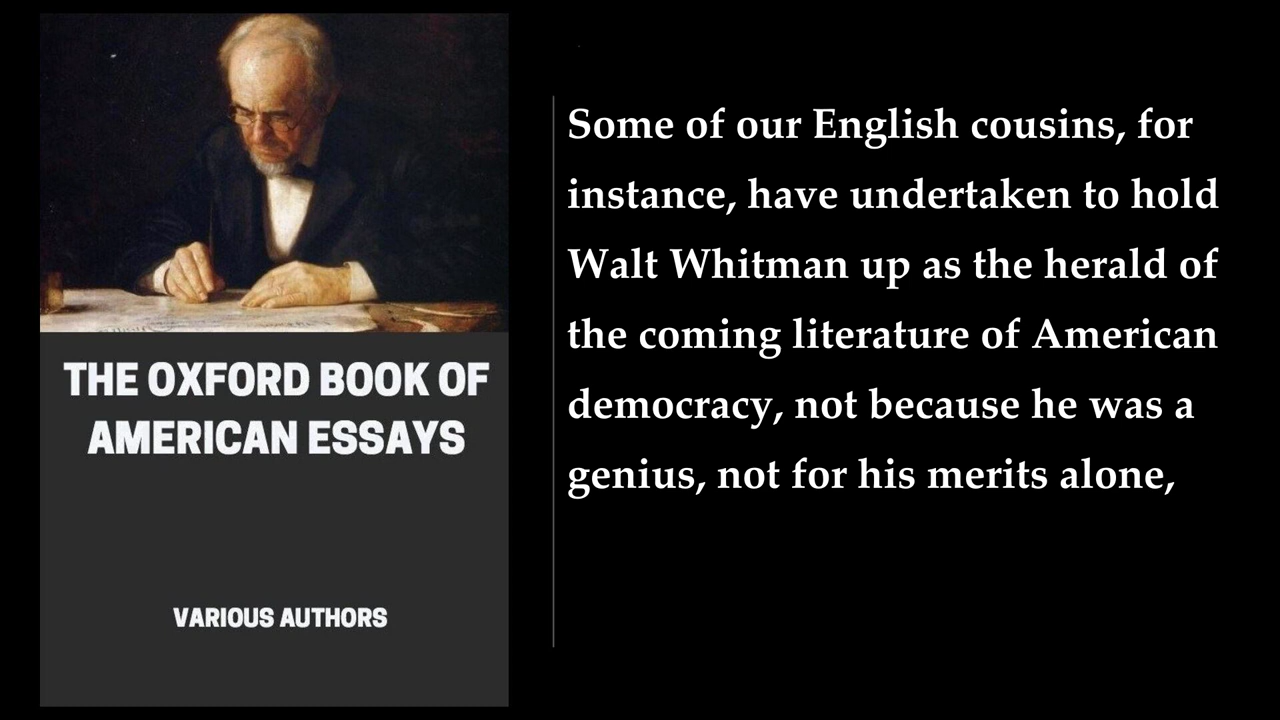 THE OXFORD BOOK OF
AMERICAN ESSAYS
VARIOUS AUTHORS
Some of our English cousins, for
instance, have undertaken to hold
Walt Whitman up as the herald of
the coming literature of American
democracy, not because he was a
genius, not for his merits alone,